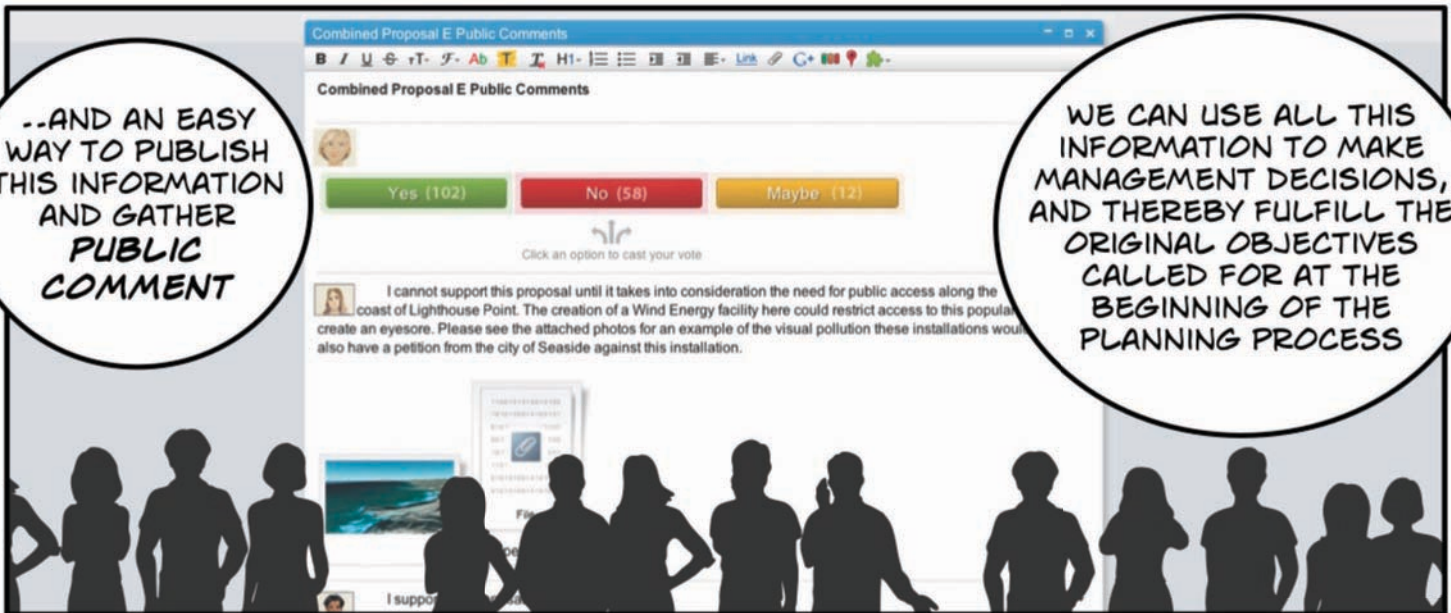 Combined Proposal E Public Comments
B I U S тT- F- Ab T T H1- Link G+
Combined Proposal E Public Comments
--AND AN EASY
WAY TO PUBLISH
THIS INFORMATION
AND GATHER
PUBLIC
COMMENT
Yes (102)
No (58)
Maybe (12)
Click an option to cast your vote
I cannot support this proposal until it takes into consideration the need for public access along the
coast of Lighthouse Point. The creation of a Wind Energy facility here could restrict access to this popular
create an eyesore. Please see the attached photos for an example of the visual pollution these installations
also have a petition from the city of Seaside against this installation.
I
WE CAN USE ALL THIS
INFORMATION TO MAKE
MANAGEMENT DECISIONS,
AND THEREBY FULFILL THE
ORIGINAL OBJECTIVES
CALLED FOR AT THE
BEGINNING OF THE
PLANNING PROCESS